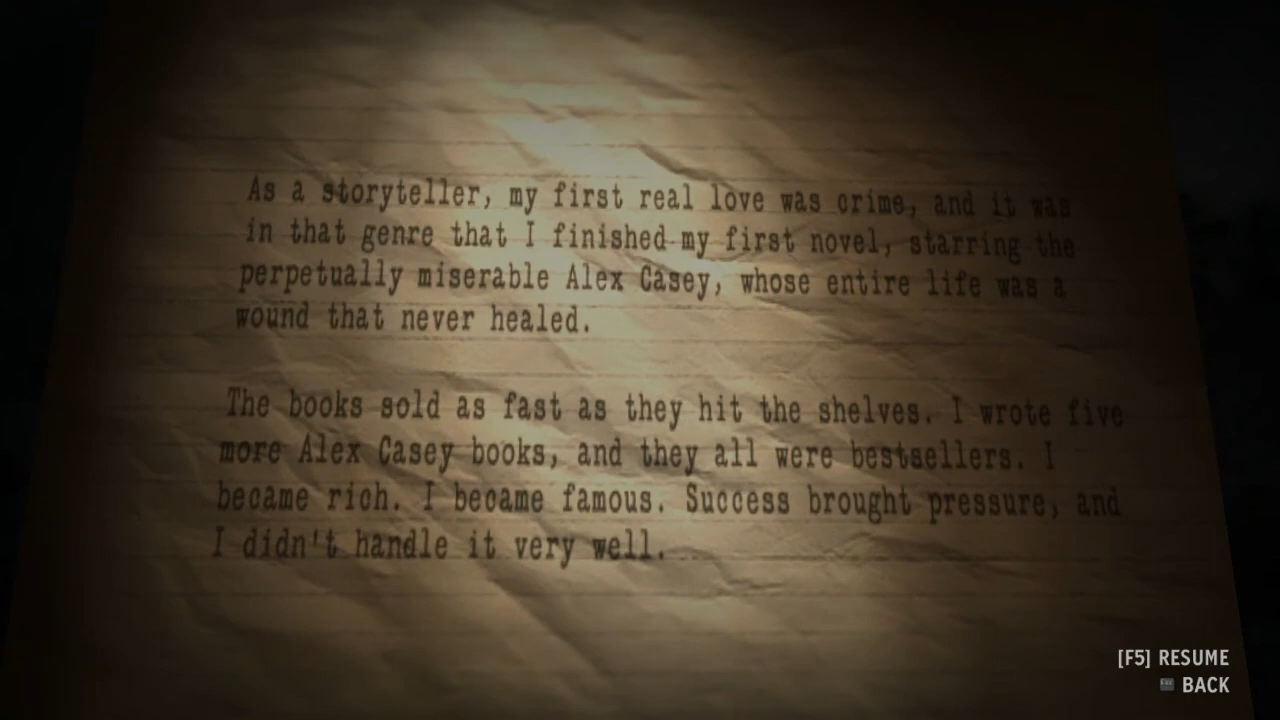 As a storyteller, my first real love was crime, and it was
in that genre that I finished my first novel, starring the
perpetually miserable Alex Casey, whose entire life was a
wound that never healed.
The books sold as fast as they hit the shelves. I wrote five
more Alex Casey books, and they all were bestsellers. I
became rich. I became famous. Success brought pressure, and
I didn't handle it very well.
[F5] RESUME
BACK